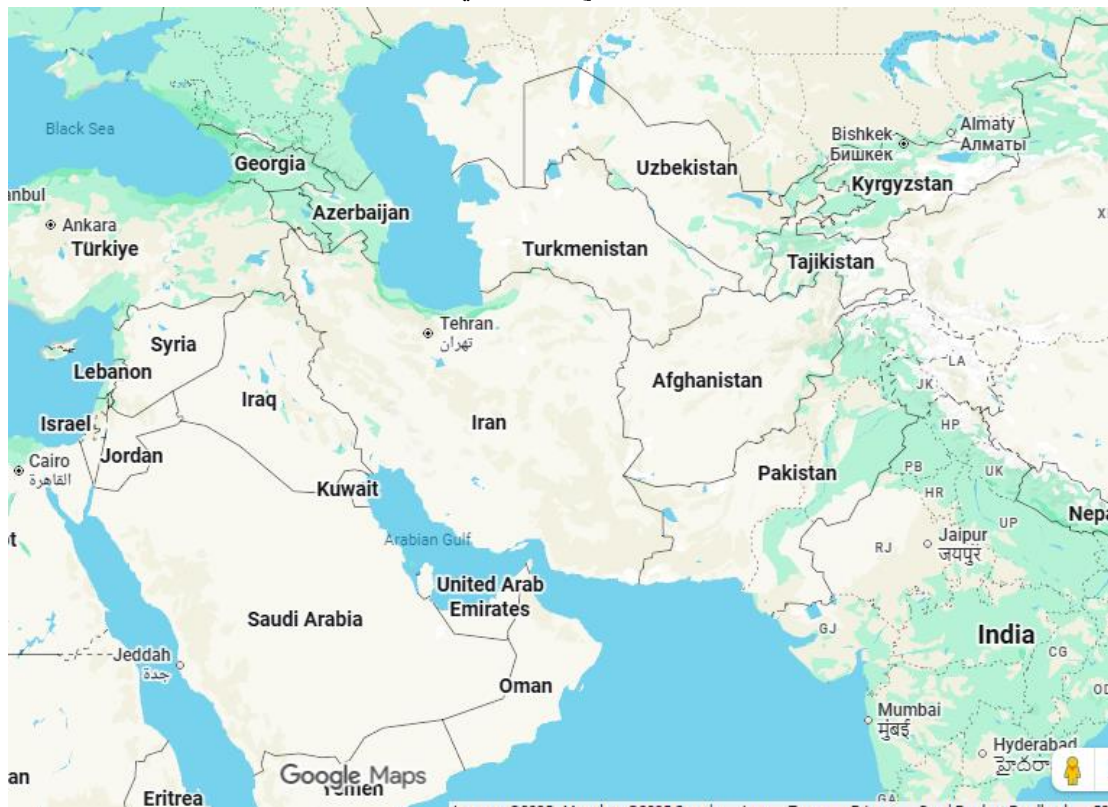 Black Sea
Georgia
Azerbaijan
anbul
Ankara
Türkiye
Uzbekistan
Bishkek
Бишкек
Almaty
Алматы
Kyrgyzstan
Turkmenistan
Tajikistan
Tehran
تهران
Syria
Lebanon
Iraq
Israel
Jordan
Iran
Afghanistan
LA
JK
HP
Cairo
القاهرة
Kuwait
Pakistan
PB
UK
HR
Nepa
UP
Arabian Gulf
RJ
Jaipur
जयपुर
United Arab
Emirates
Saudi Arabia
GJ
India
CG
Jeddah
جدة
Oman
Mumbai
मुंबई
Hyderabad
Google Maps
Yemen
an
Eritrea
GA